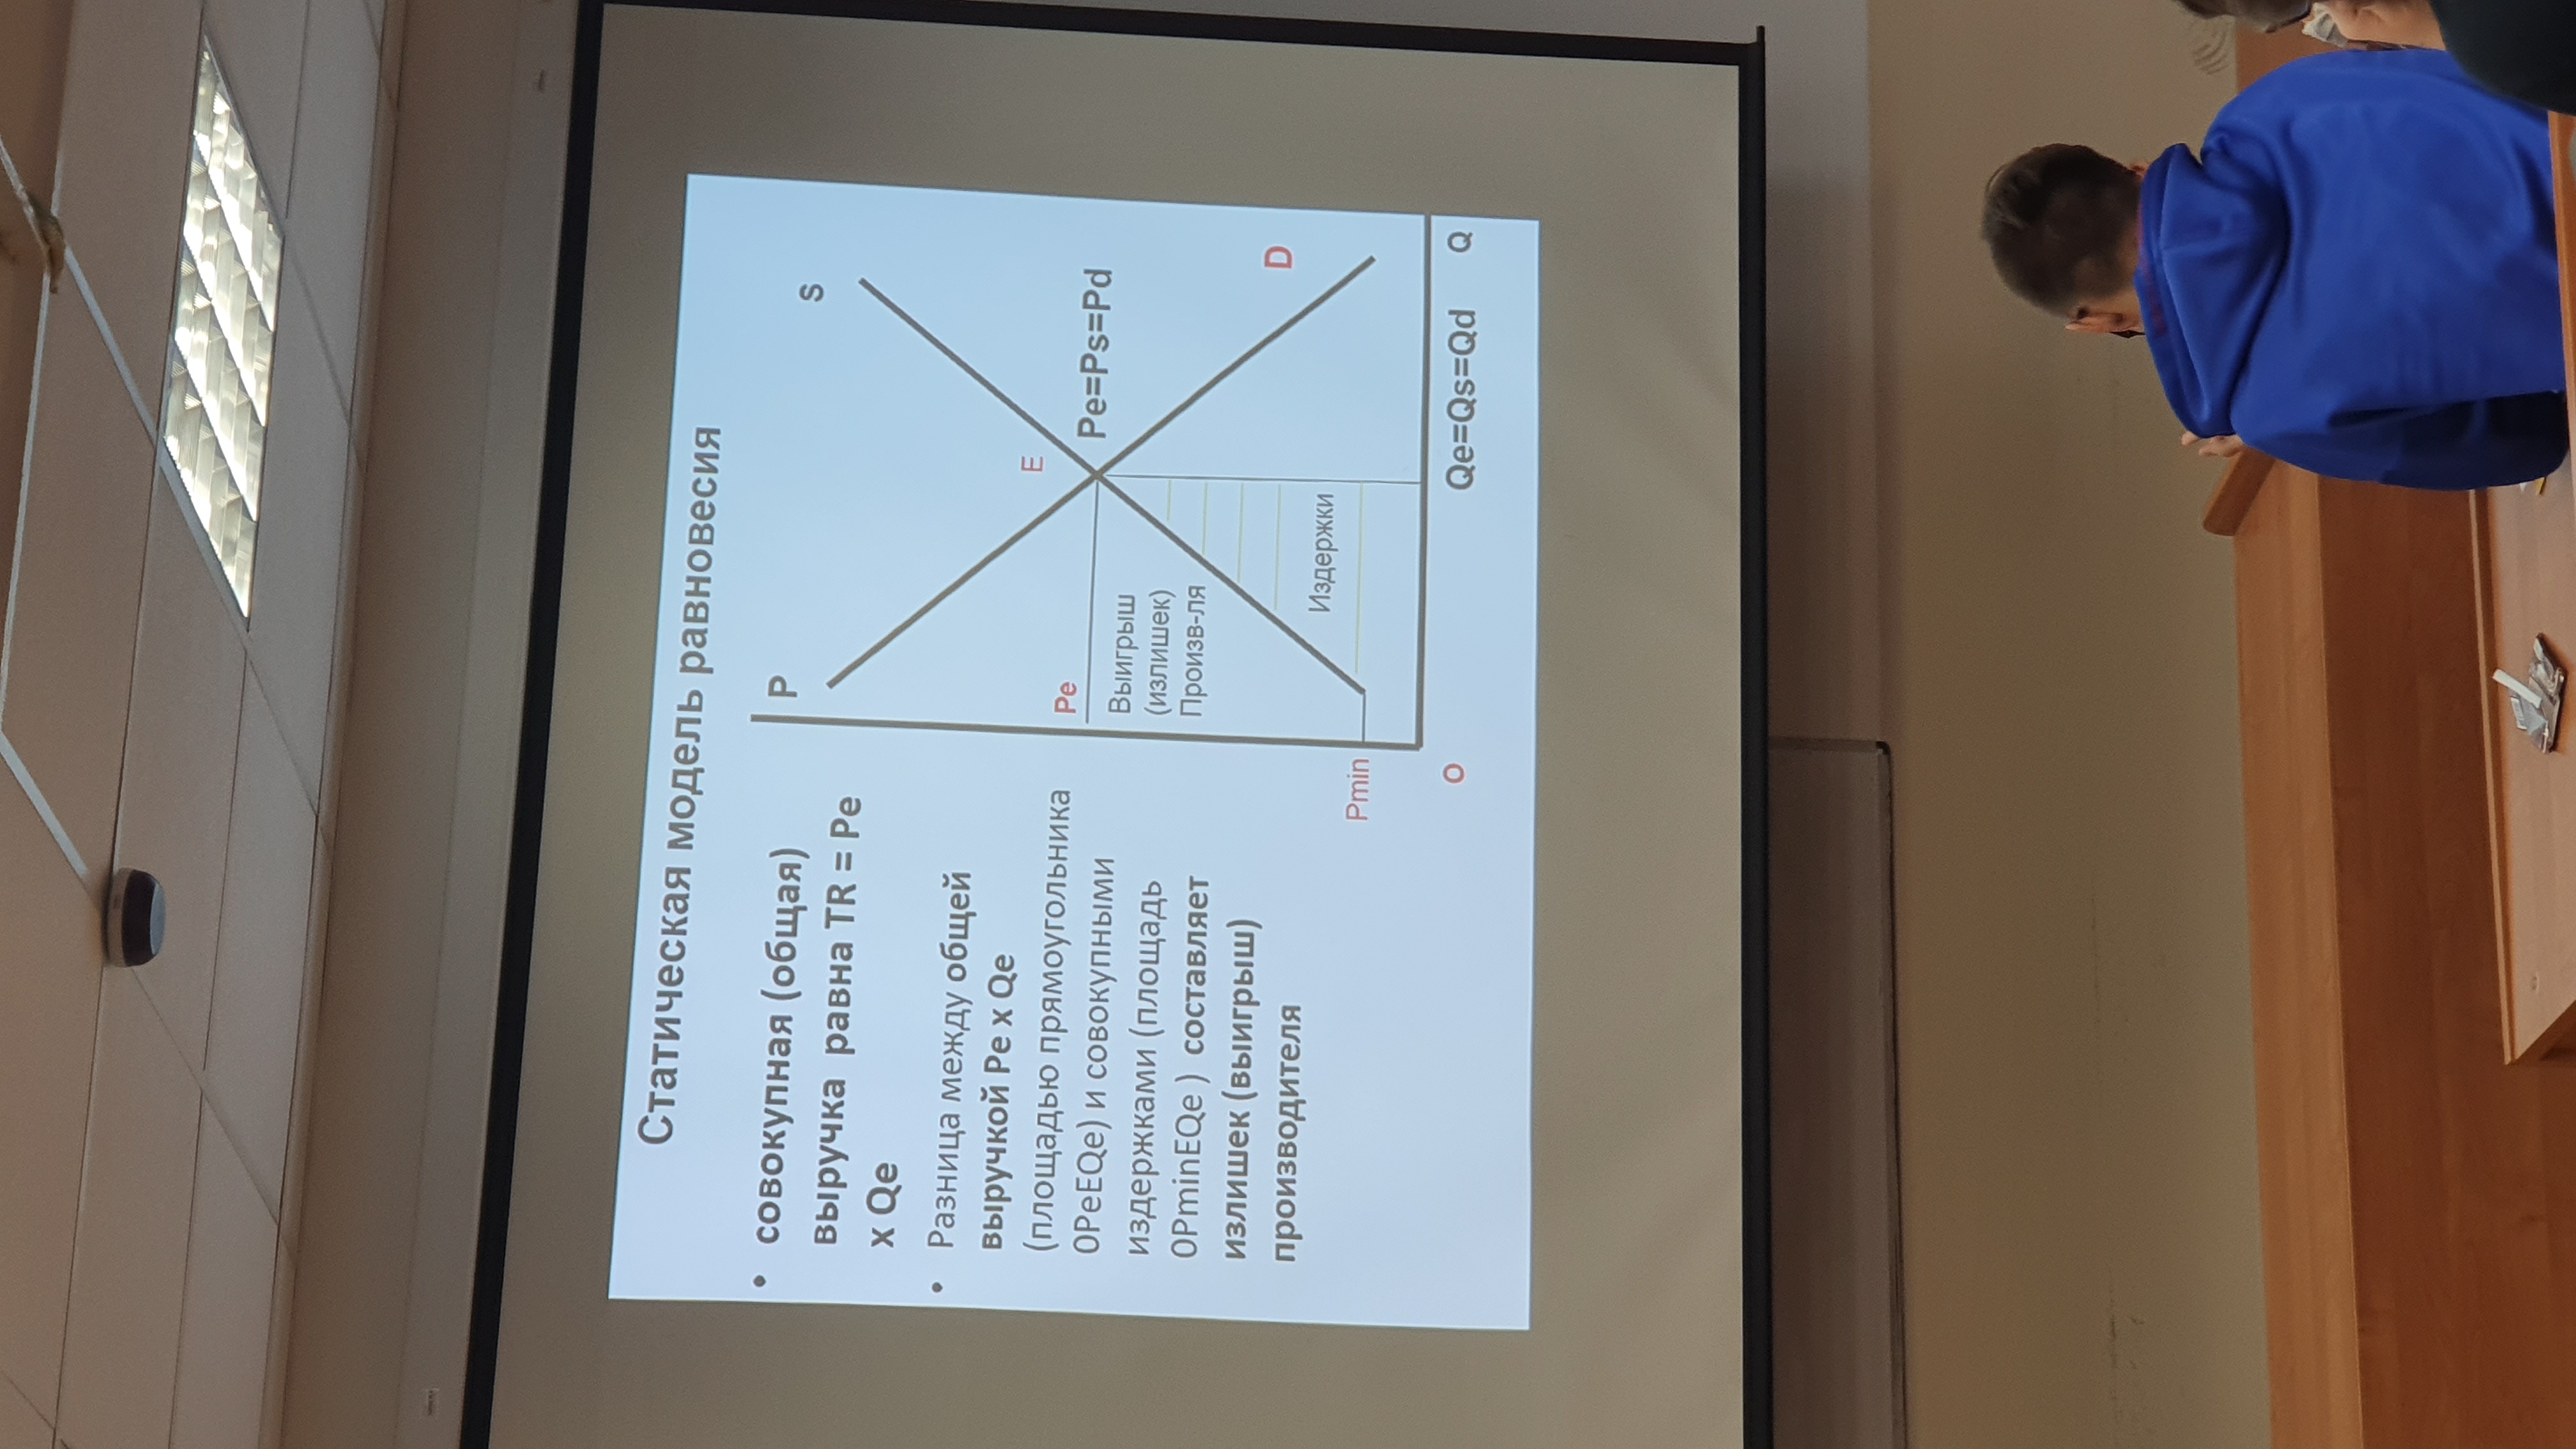 Статическая модель равновесия
• совокупная (общая)
выручка равна TR = Pe
x Qe
• Разница между общей
выручкой Pe x Qe
(площадью прямоугольника
0PeEQe) и совокупными
издержками (площадь
0PminEQe ) составляет
излишек (выигрыш)
производителя
P
S
E
Pe
Pe=Ps=Pd
Выигрыш
(излишек)
Произв-ля
D
Издержки
Pmin
O
Qe=Qs=Qd
Q